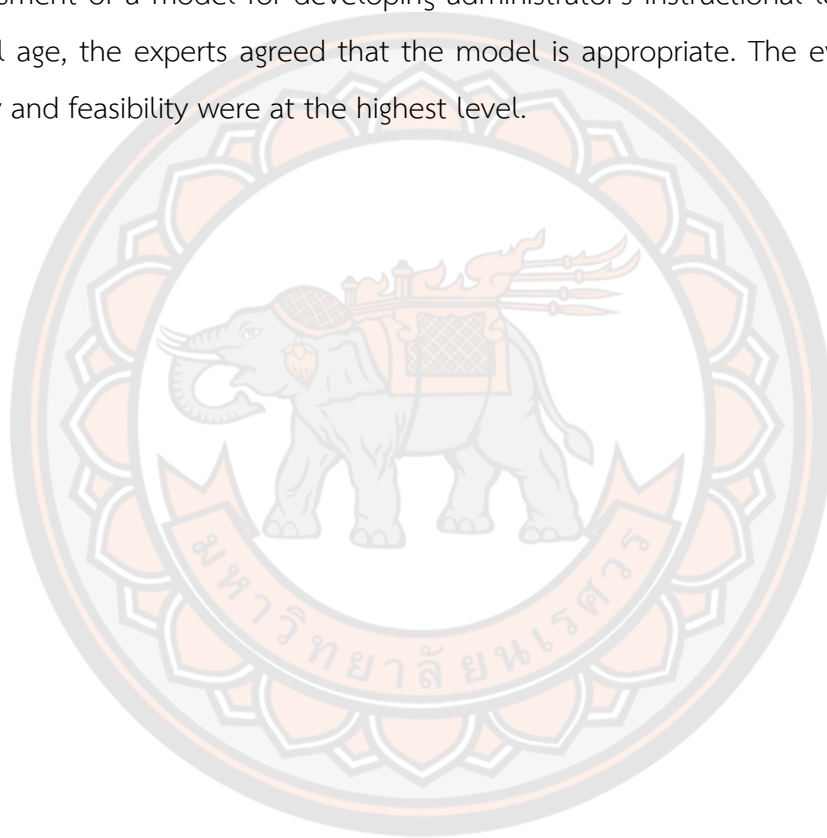 of a model for developing administrator's instructional
age, the experts agreed that the model is appropriate. The
and feasibility were at the highest level.
มหาวิทยาลัยนเรศวร